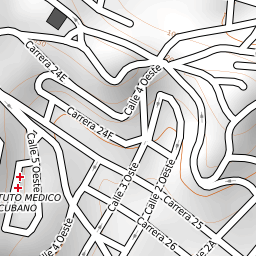 Carrera 24E
Calle 4 Oeste
Carrera 24F
Calle 5 Oeste
TUTO MEDICO
CUBANO
Calle 3 Oste
Calle 2 Oeste
Carrera 25
Calle 4 Oeste
Carrera 26